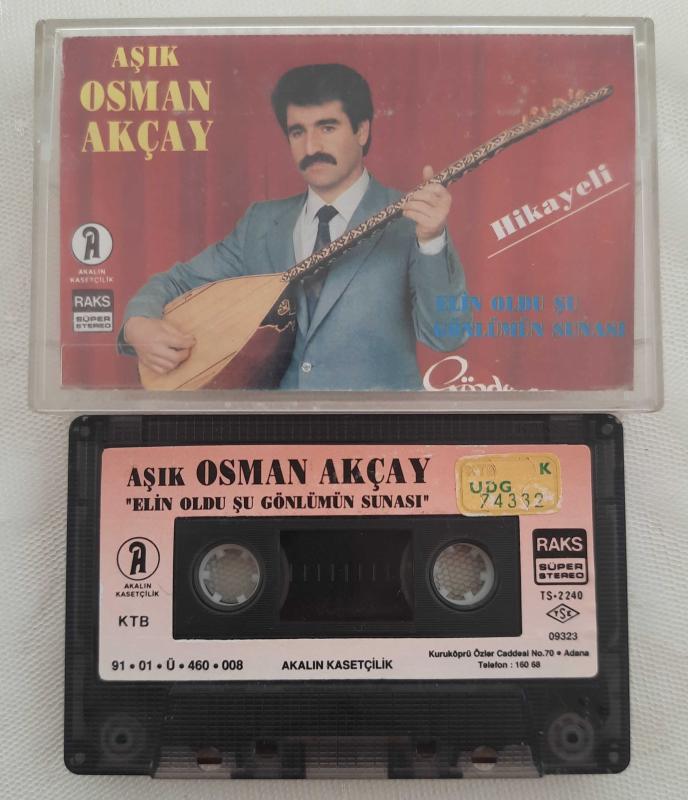 AŞIK
OSMAN
AKÇAY
A
AKALIN
KASETÇİLİK
RAKS
SÜPER
STEREO
Hikayeli
ELİN OLDU ŞU
GÖNLÜMÜN SUNASI
AŞIK OSMAN AKÇAY
"ELİN OLDU ŞU GÖNLÜMÜN SUNASI"
KTB K
UDG
74332
A
AKALIN
KASETÇİLİK
KTB
RAKS
SÜPER
STEREO
TS-2240
TSE
09323
91 • 01 • Ü • 460 • 008
AKALIN KASETÇİLİK
Kuruköprü Özler Caddesi No.70 • Adana
Telefon : 160 68